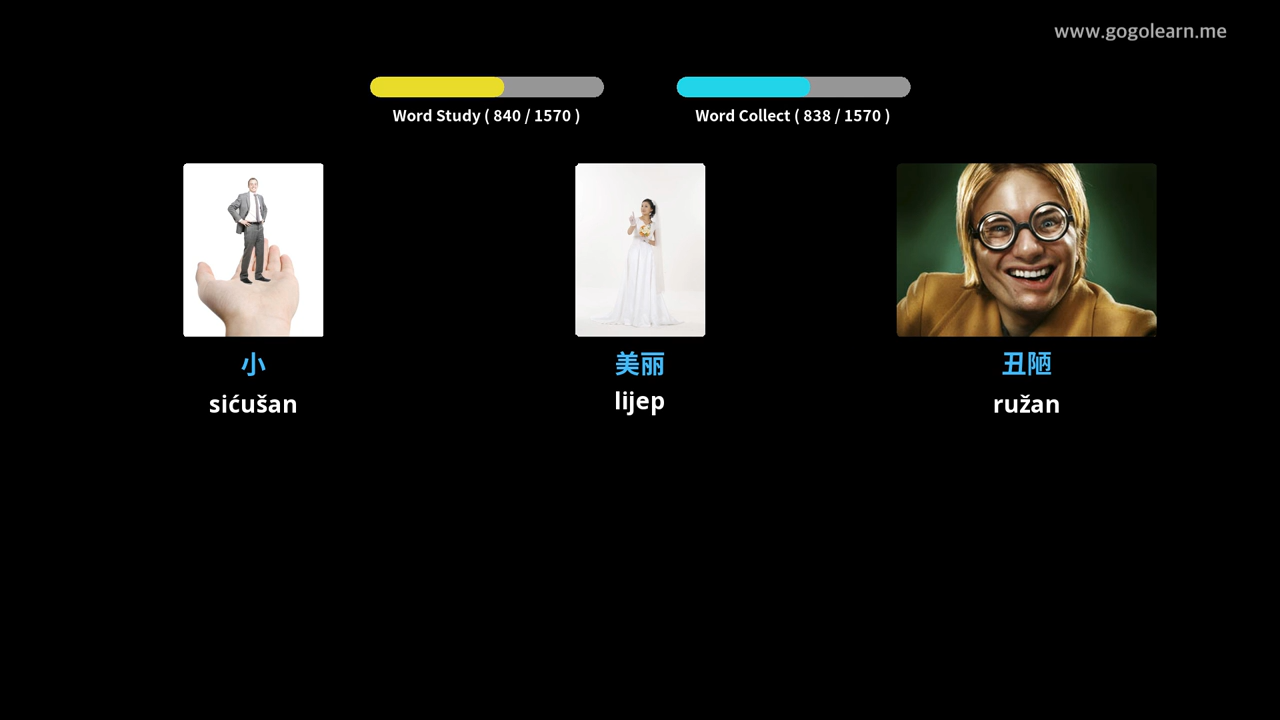 www.gogolearn.me
Word Study ( 840 / 1570 )
Word Collect ( 838 / 1570 )
小
美丽
丑陋
sićušan
lijep
ružan